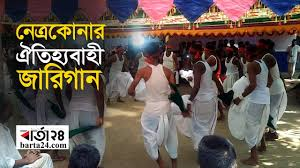 নেত্রকোনার
ঐতিহ্যবাহী
জারিগান
বার্তা২৪
barta24.com